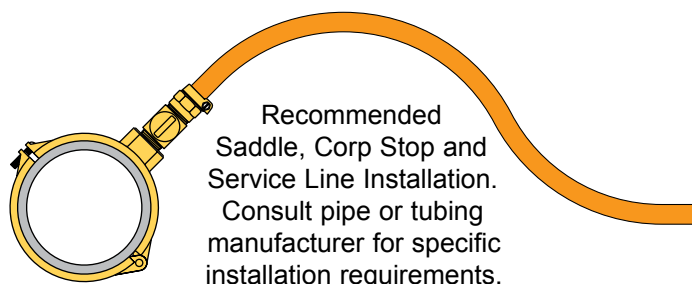 Recommended
Saddle, Corp Stop and
Service Line Installation.
Consult pipe or tubing
manufacturer for specific
installation requirements.